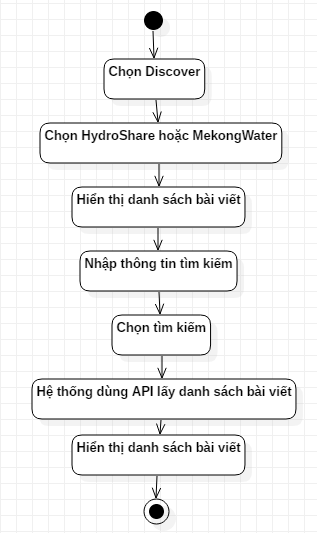 Chọn Discover
Chọn HydroShare hoặc MekongWater
Hiển thị danh sách bài viết
Nhập thông tin tìm kiếm
Chọn tìm kiếm
Hệ thống dùng API lấy danh sách bài viết
Hiển thị danh sách bài viết